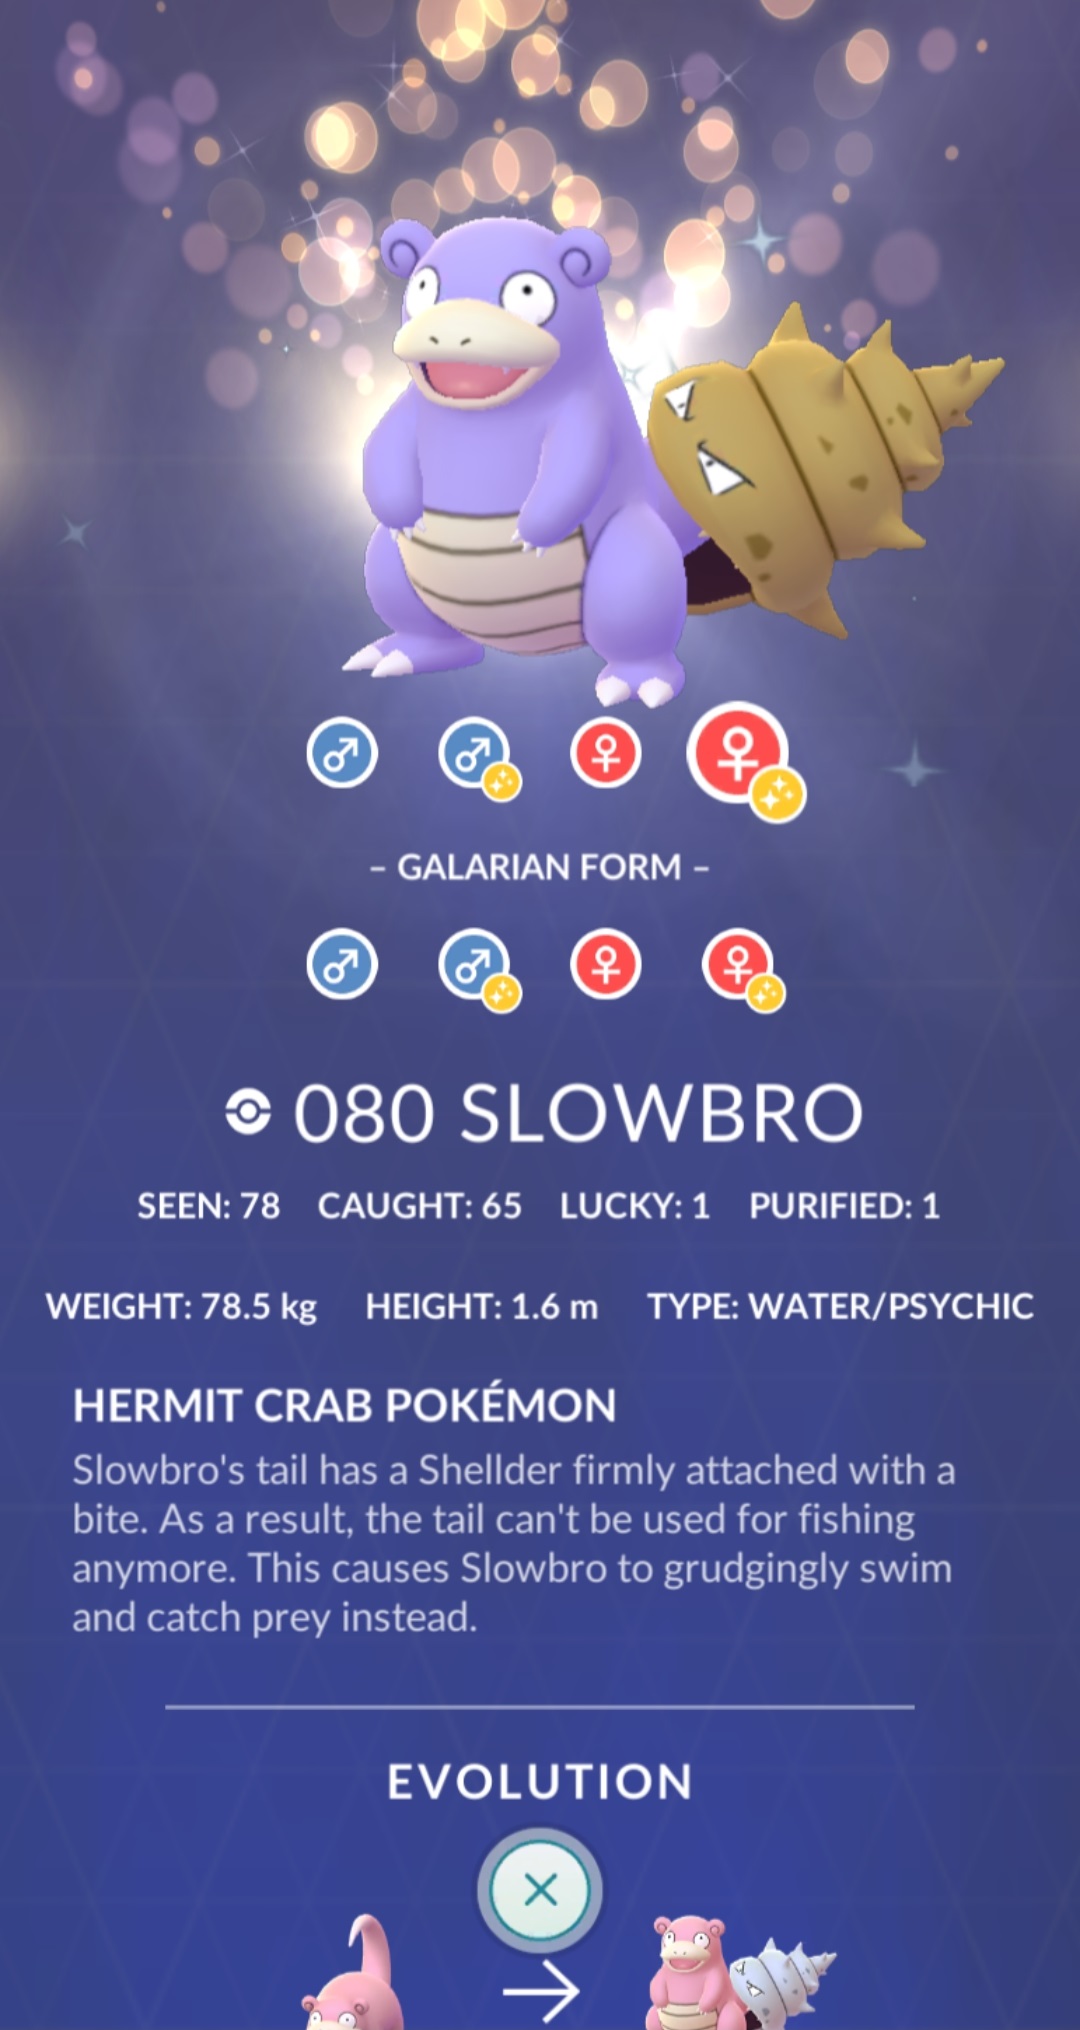 – GALARIAN FORM –
080 SLOWBRO
SEEN: 78 CAUGHT: 65 LUCKY: 1 PURIFIED: 1
WEIGHT: 78.5 kg HEIGHT: 1.6 m TYPE: WATER/PSYCHIC
HERMIT CRAB POKÉMON
Slowbro's tail has a Shellder firmly attached with a
bite. As a result, the tail can't be used for fishing
anymore. This causes Slowbro to grudgingly swim
and catch prey instead.
EVOLUTION